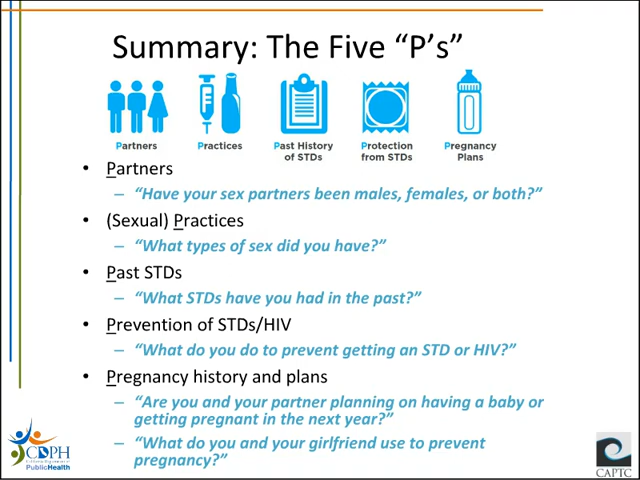 Summary: The Five “P’s”
Partners
Practices
Past History
of STDs
Protection
from STDs
Pregnancy
Plans
• Partners
– “Have your sex partners been males, females, or both?”
• (Sexual) Practices
– “What types of sex did you have?”
• Past STDs
– “What STDs have you had in the past?”
• Prevention of STDs/HIV
– “What do you do to prevent getting an STD or HIV?”
• Pregnancy history and plans
– “Are you and your partner planning on having a baby or
getting pregnant in the next year?”
– “What do you and your girlfriend use to prevent
pregnancy?”
CDPH
PublicHealth
CAPTC